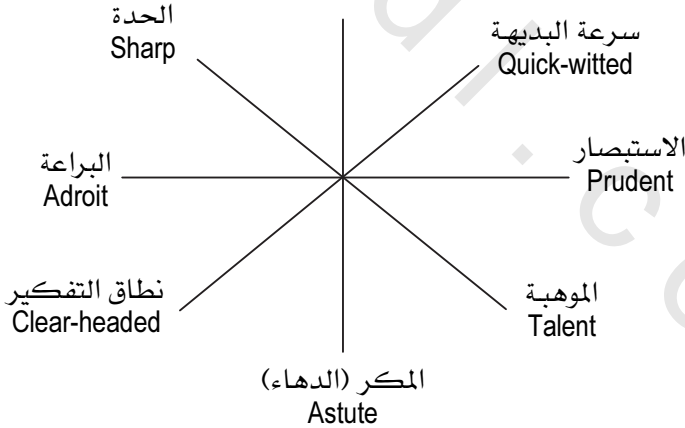 الحدة
Sharp
سرعة البديهة
Quick-witted
البراعة
Adroit
الاستبصار
Prudent
نطاق التفكير
Clear-headed
الموهبة
Talent
المكر (الدهاء)
Astute